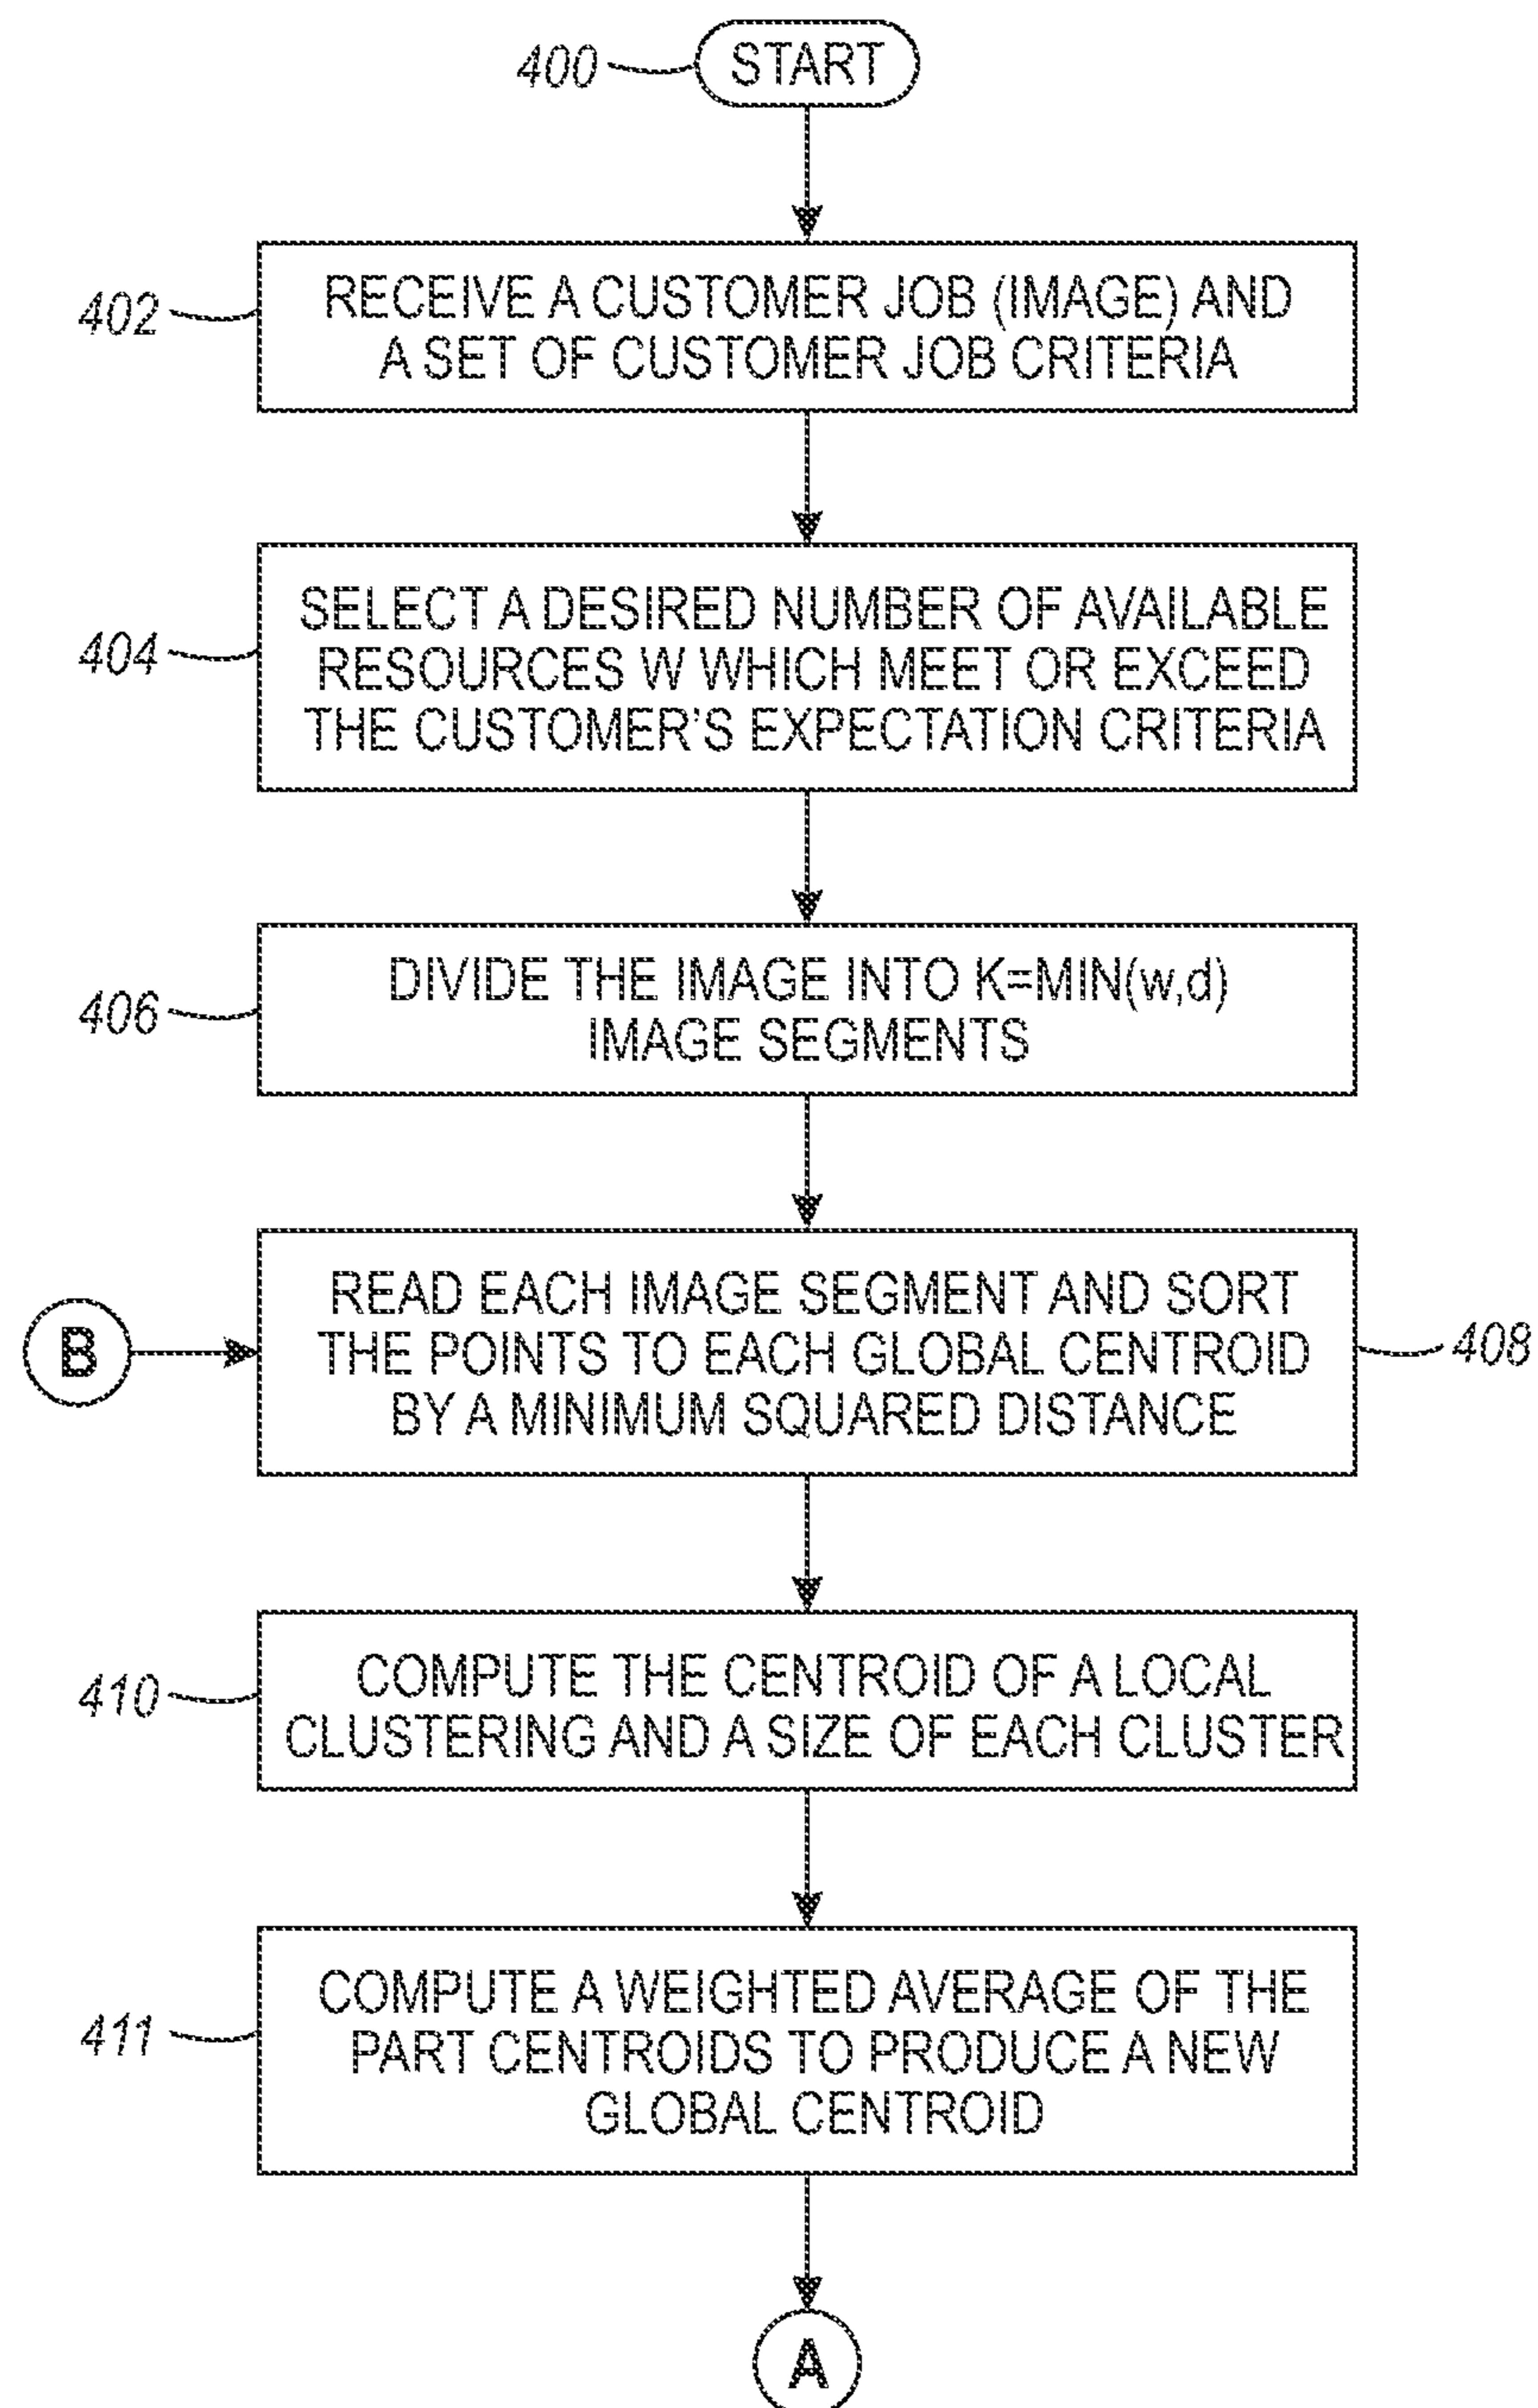 400
START
402
RECEIVE A CUSTOMER JOB (IMAGE) AND
A SET OF CUSTOMER JOB CRITERIA
404
SELECT A DESIRED NUMBER OF AVAILABLE
RESOURCES W WHICH MEET OR EXCEED
THE CUSTOMER'S EXPECTATION CRITERIA
406
DIVIDE THE IMAGE INTO K=MIN(w,d)
IMAGE SEGMENTS
B
READ EACH IMAGE SEGMENT AND SORT
THE POINTS TO EACH GLOBAL CENTROID
BY A MINIMUM SQUARED DISTANCE
408
410
COMPUTE THE CENTROID OF A LOCAL
CLUSTERING AND A SIZE OF EACH CLUSTER
411
COMPUTE A WEIGHTED AVERAGE OF THE
PART CENTROIDS TO PRODUCE A NEW
GLOBAL CENTROID
A